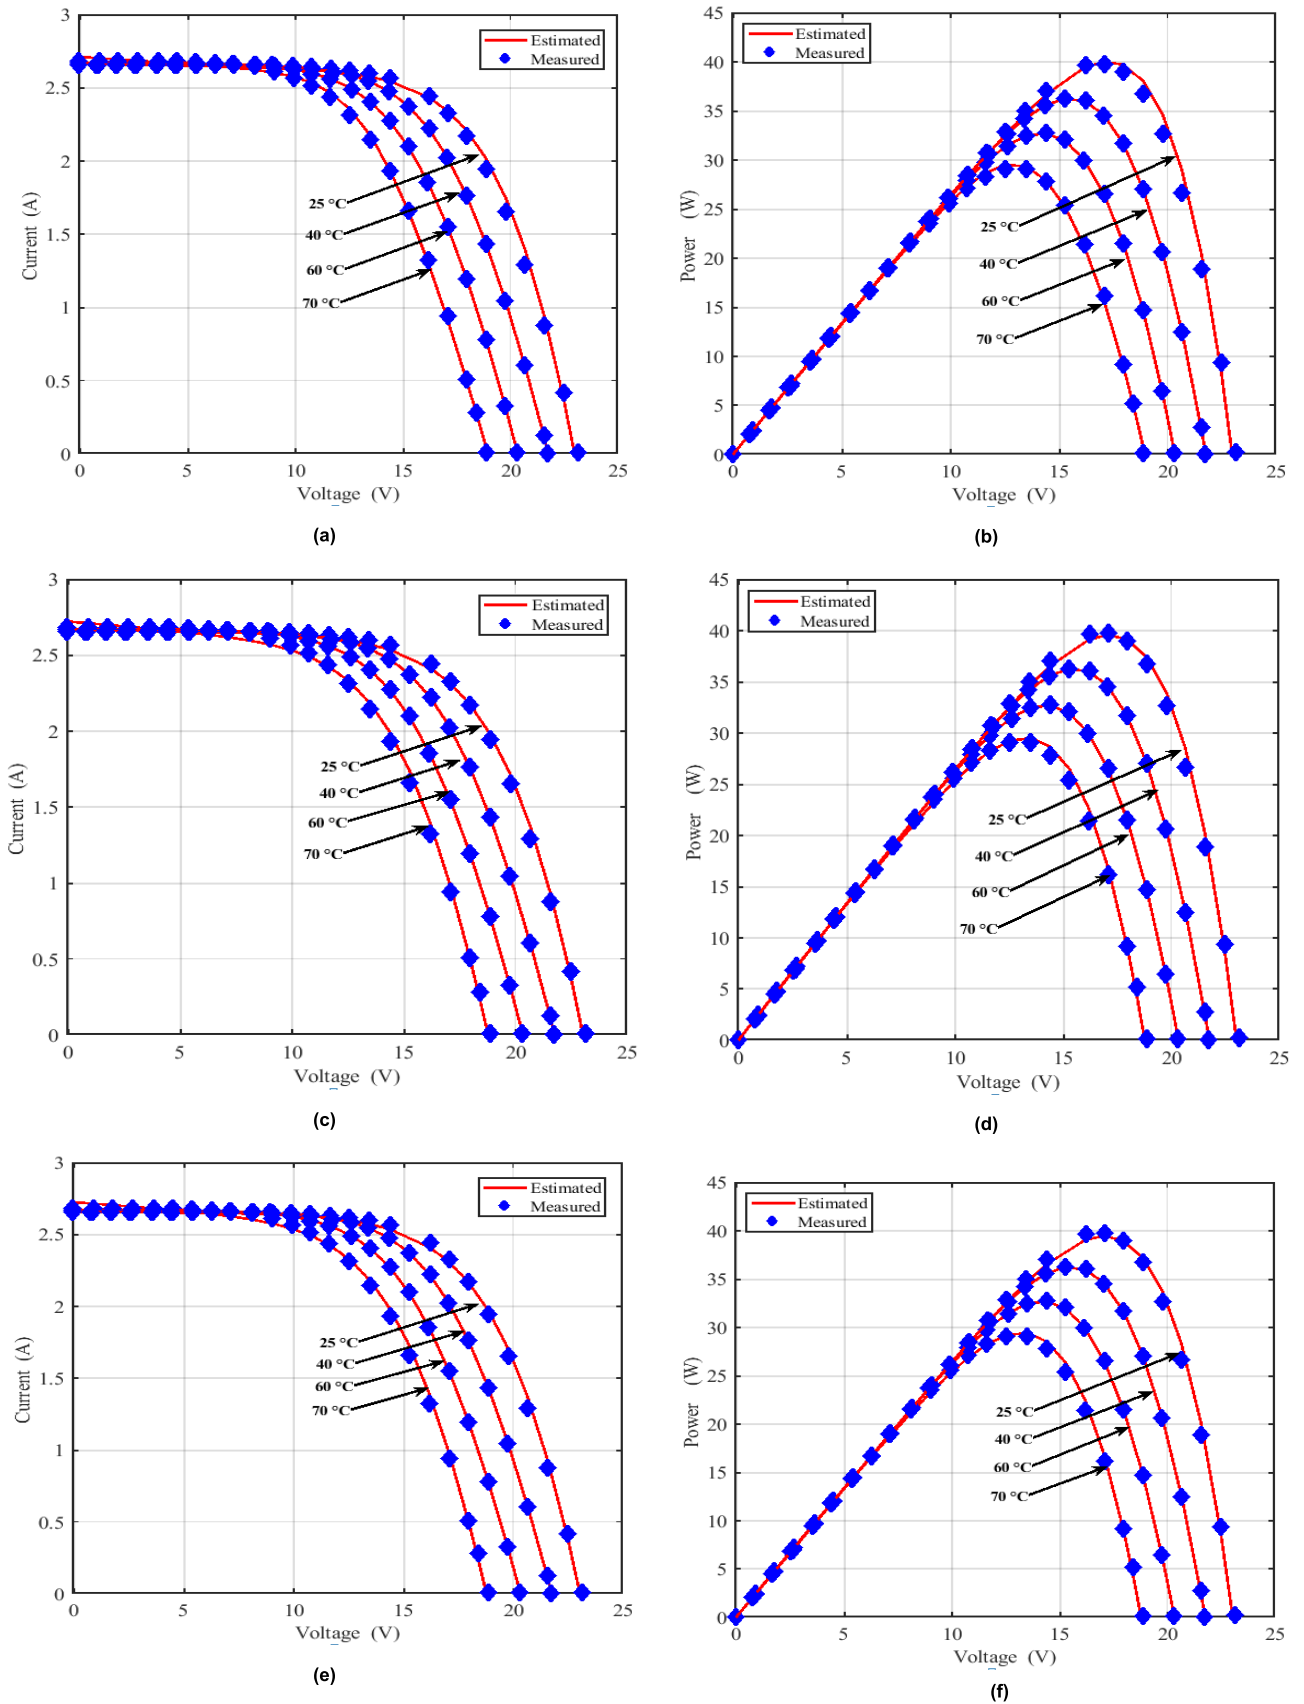 3
2.5
2
1.5
1
0.5
0
Current (A)
Estimated
Measured
25 °C
40 °C
60 °C
70 °C
0 5 10 15 20 25
Voltage (V)
(a)
45
40
35
30
25
20
15
10
5
0
Power (W)
Estimated
Measured
25 °C
40 °C
60 °C
70 °C
0 5 10 15 20 25
Voltage (V)
(b)
3
2.5
2
1.5
1
0.5
0
Current (A)
Estimated
Measured
25 °C
40 °C
60 °C
70 °C
0 5 10 15 20 25
Voltage (V)
(c)
45
40
35
30
25
20
15
10
5
0
Power (W)
Estimated
Measured
25 °C
40 °C
60 °C
70 °C
0 5 10 15 20 25
Voltage (V)
(d)
3
2.5
2
1.5
1
0.5
0
Current (A)
Estimated
Measured
25 °C
40 °C
60 °C
70 °C
0 5 10 15 20 25
Voltage (V)
(e)
45
40
35
30
25
20
15
10
5
0
Power (W)
Estimated
Measured
25 °C
40 °C
60 °C
70 °C
0 5 10 15 20 25
Voltage (V)
(f)